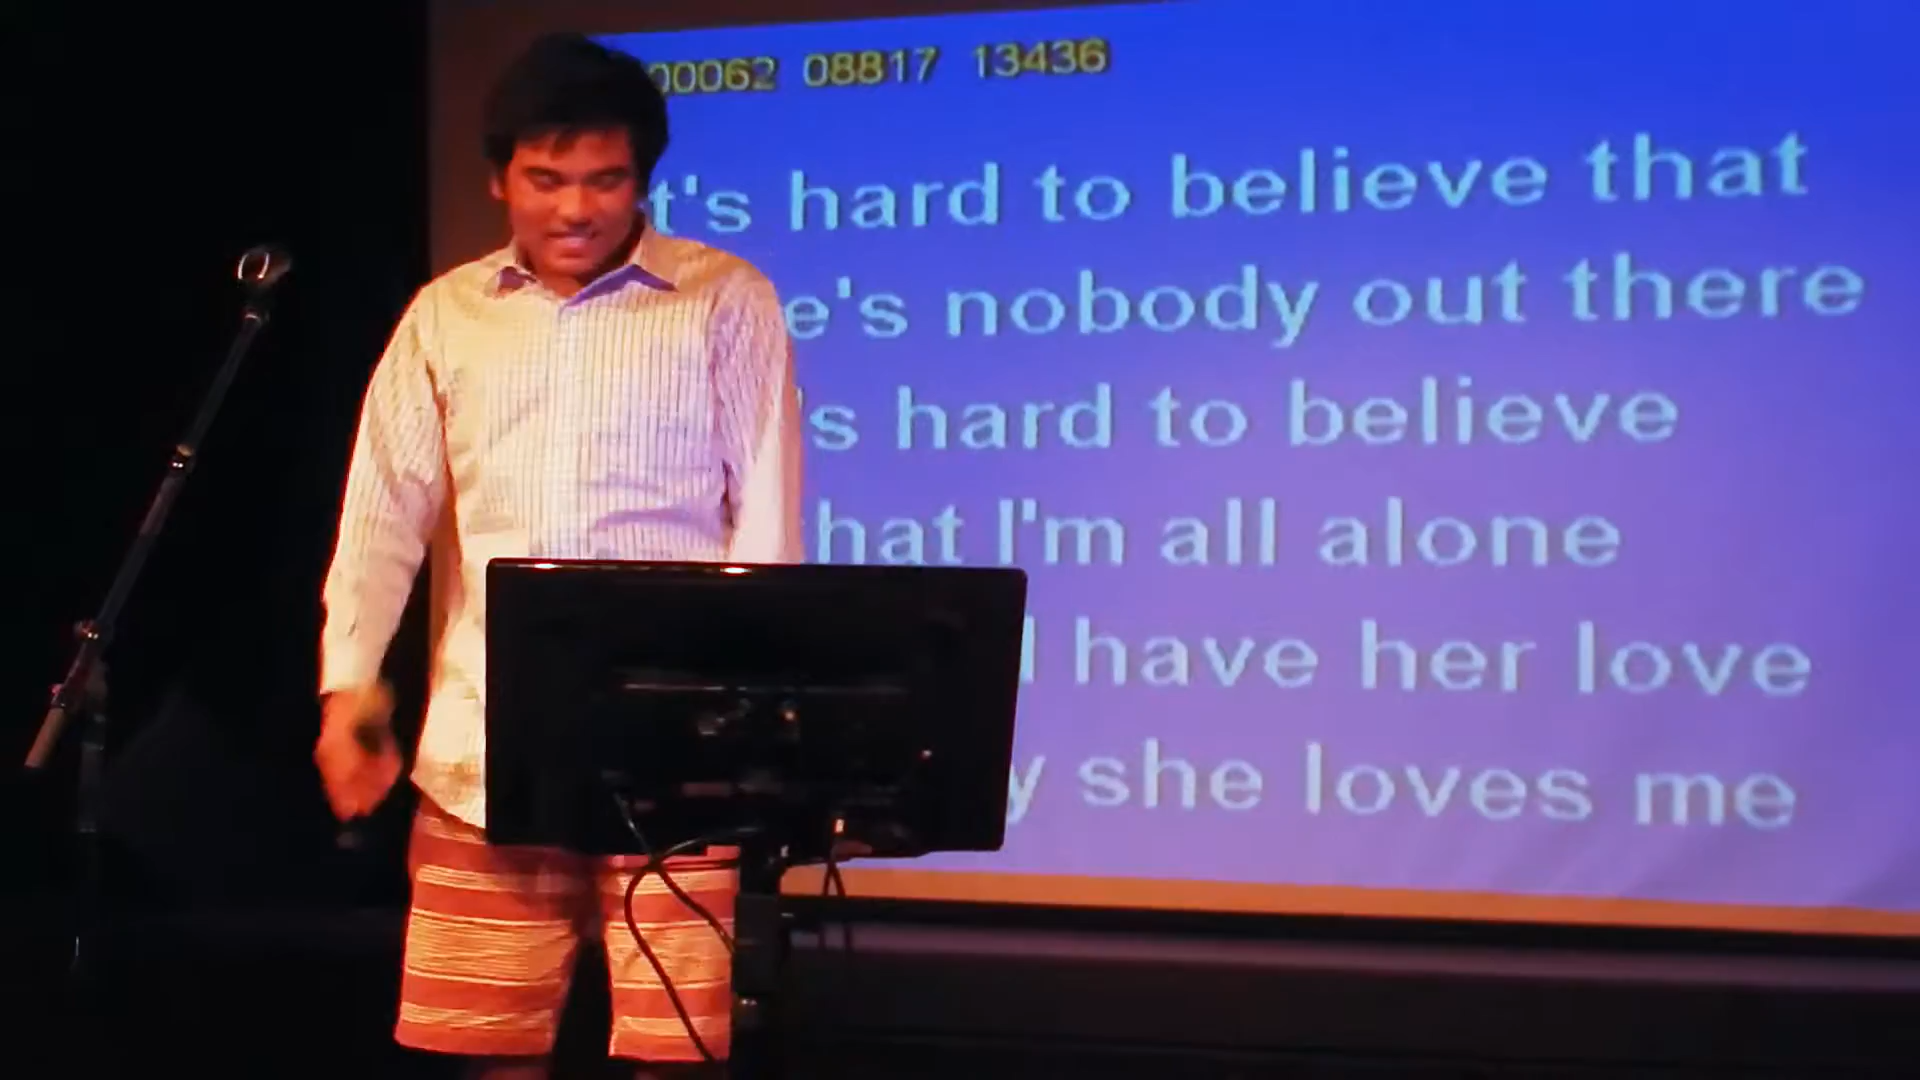 00062 08817 13436
t's hard to believe that
e's nobody out there
's hard to believe
hat I'm all alone
have her love
y she loves me